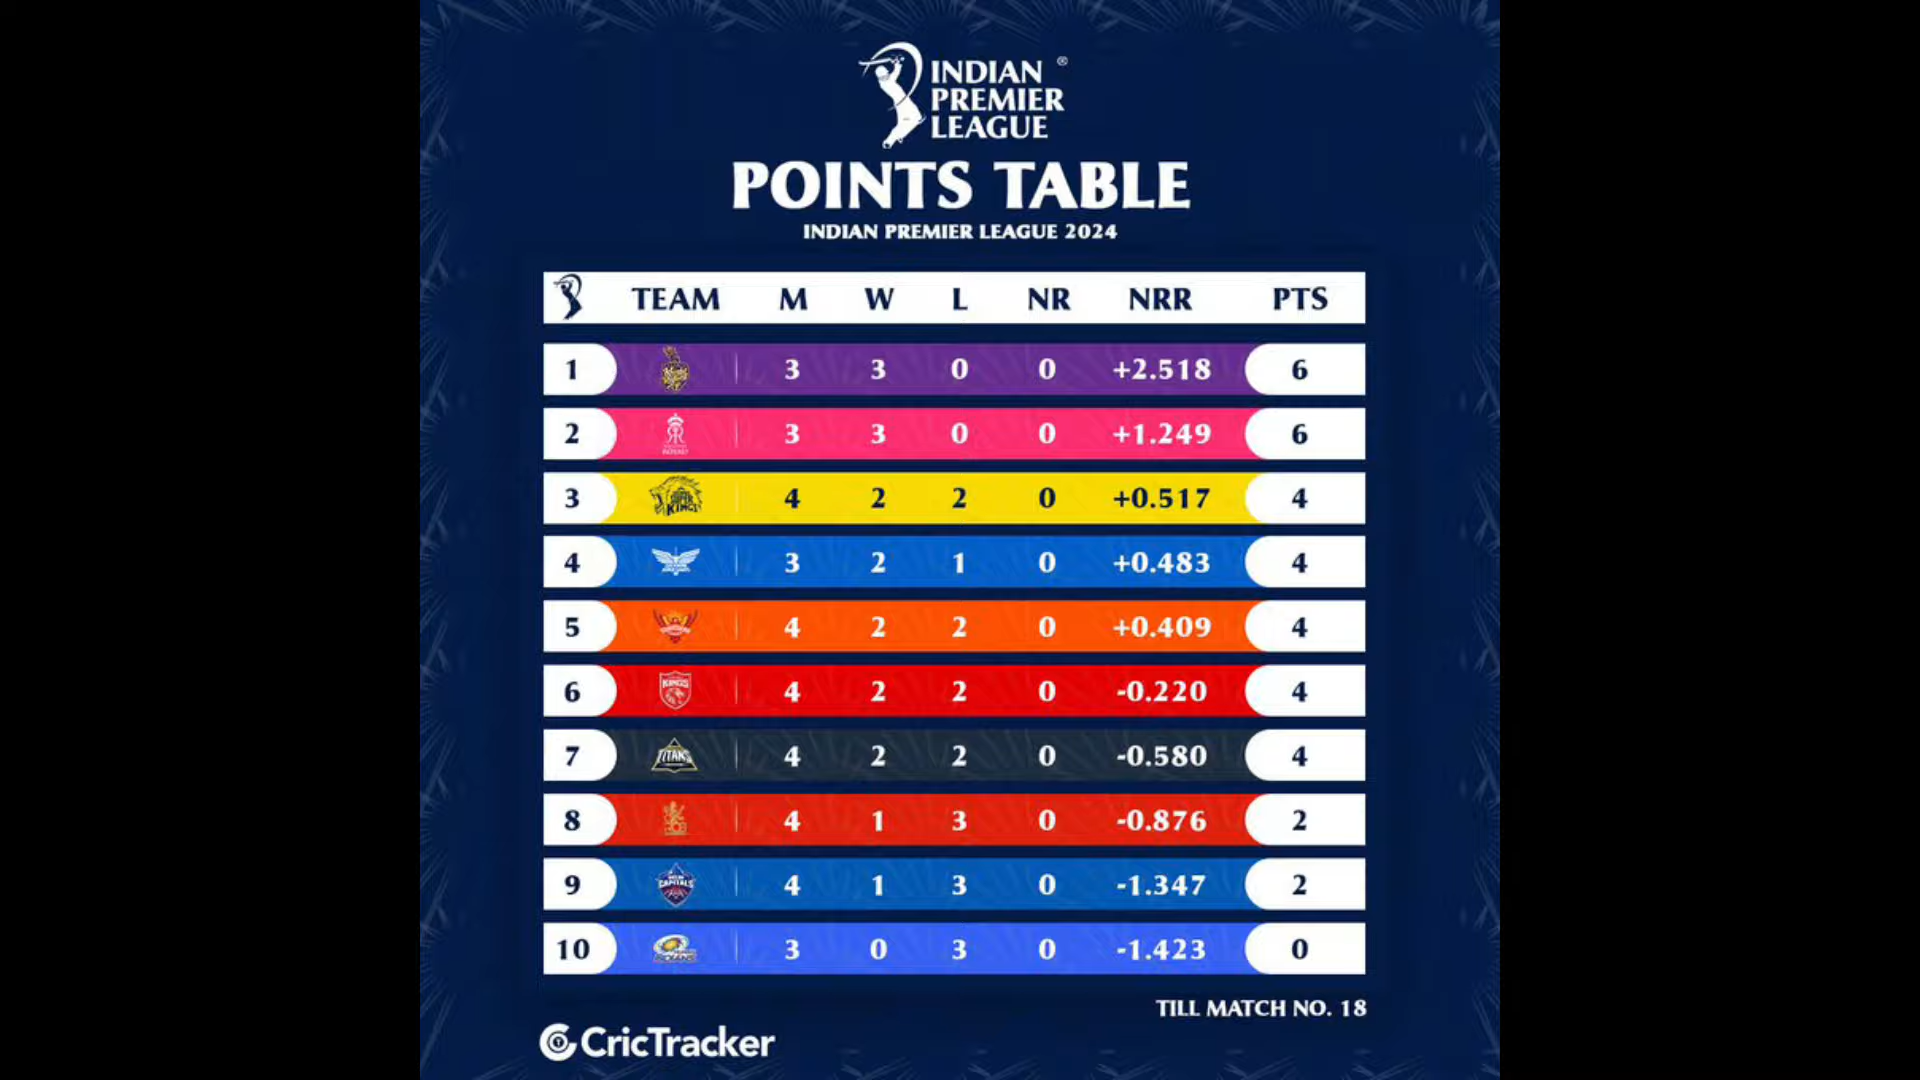 INDIAN ®
PREMIER
LEAGUE
POINTS TABLE
INDIAN PREMIER LEAGUE 2024
TEAM M W L NR NRR PTS
1 3 3 0 0 +2.518 6
2 3 3 0 0 +1.249 6
3 SUPER KINGS 4 2 2 0 +0.517 4
4 3 2 1 0 +0.483 4
5 4 2 2 0 +0.409 4
6 KINGS 4 2 2 0 -0.220 4
7 TITANS 4 2 2 0 -0.580 4
8 4 1 3 0 -0.876 2
9 CAPITALS 4 1 3 0 -1.347 2
10 3 0 3 0 -1.423 0
TILL MATCH NO. 18
CricTracker